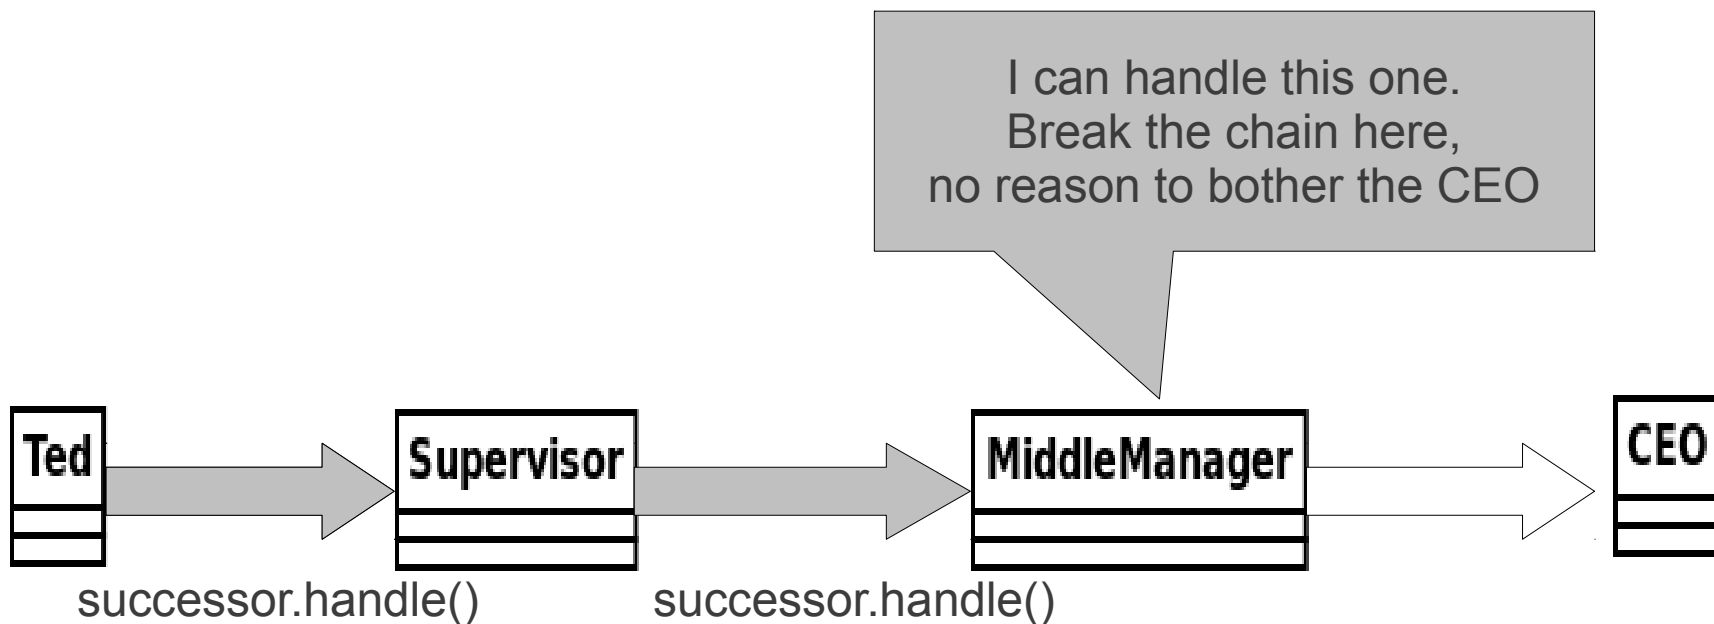 I can handle this one.
Break the chain here,
no reason to bother the CEO
Ted
Supervisor
MiddleManager
CEO
successor.handle()
successor.handle()